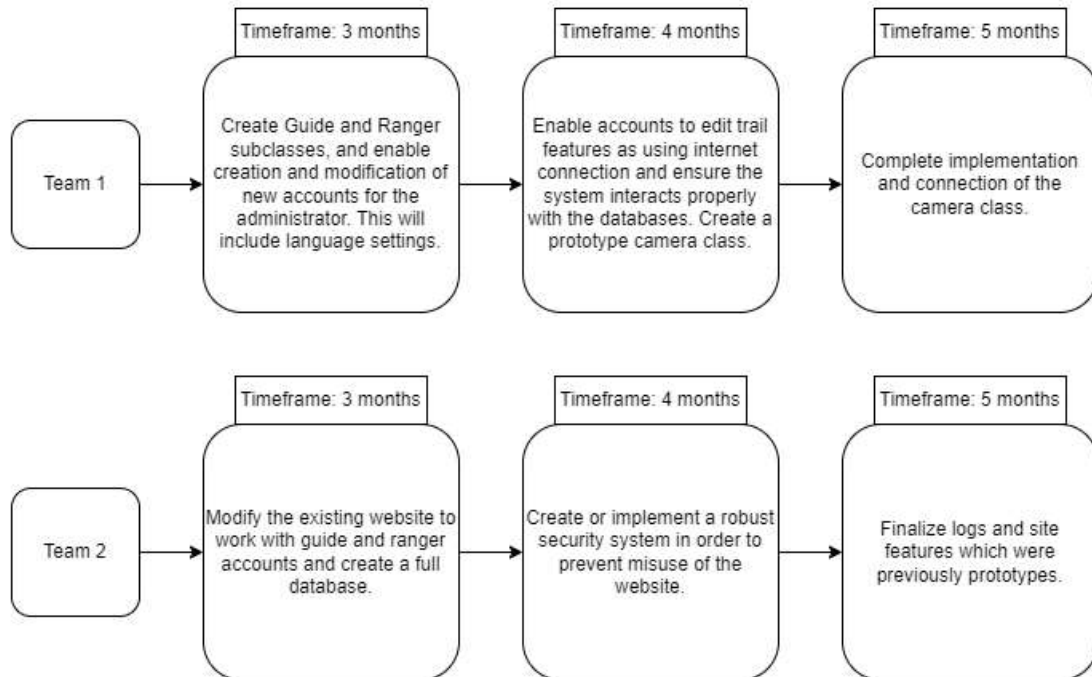 Timeframe: 3 months
Timeframe: 4 months
Timeframe: 5 months
Team 1
Create Guide and Ranger
subclasses, and enable
creation and modification of
new accounts for the
administrator. This will
include language settings.
Enable accounts to edit trail
features as using internet
connection and ensure the
system interacts properly
with the databases. Create a
prototype camera class.
Complete implementation
and connection of the
camera class.
Timeframe: 3 months
Timeframe: 4 months
Timeframe: 5 months
Team 2
Modify the existing website to
work with guide and ranger
accounts and create a full
database.
Create or implement a robust
security system in order to
prevent misuse of the
website.
Finalize logs and site
features which were
previously prototypes.